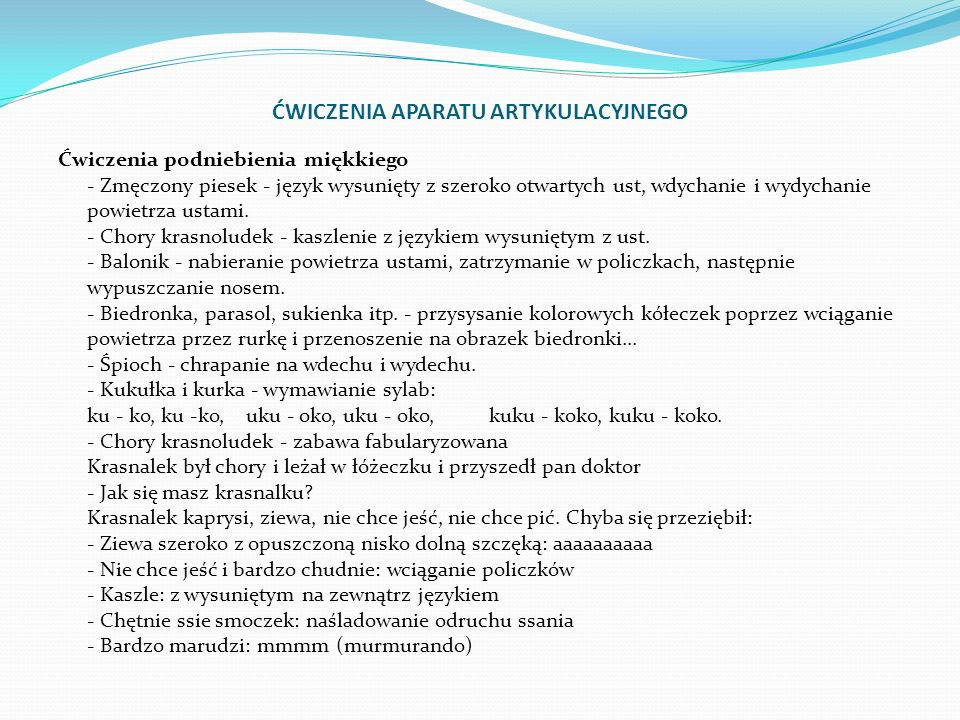 ĆWICZENIA APARATU ARTYKULACYJNEGO
Ćwiczenia podniebienia miękkiego
- Zmęczony piesek - język wysunięty z szeroko otwartych ust, wdychanie i wydychanie
powietrza ustami.
- Chory krasnoludek - kaszlenie z językiem wysuniętym z ust.
- Balonik - nabieranie powietrza ustami, zatrzymanie w policzkach, następnie
wypuszczanie nosem.
- Biedronka, parasol, sukienka itp. - przysysanie kolorowych kółeczek poprzez wciąganie
powietrza przez rurkę i przenoszenie na obrazek biedronki...
- Śpioch - chrapanie na wdechu i wydechu.
- Kukułka i kurka - wymawianie sylab:
ku - ko, ku -ko, uku - oko, uku - oko, kuku - koko, kuku - koko.
- Chory krasnoludek - zabawa fabularyzowana
Krasnalek był chory i leżał w łóżeczku i przyszedł pan doktor
- Jak się masz krasnalku?
Krasnalek kaprysi, ziewa, nie chce jeść, nie chce pić. Chyba się przeziębił:
- Ziewa szeroko z opuszczoną nisko dolną szczęką: aaaaaaaaaa
- Nie chce jeść i bardzo chudnie: wciąganie policzków
- Kaszle: z wysuniętym na zewnątrz językiem
- Chętnie ssie smoczek: naśladowanie odruchu ssania
- Bardzo marudzi: mmmm (murmurando)